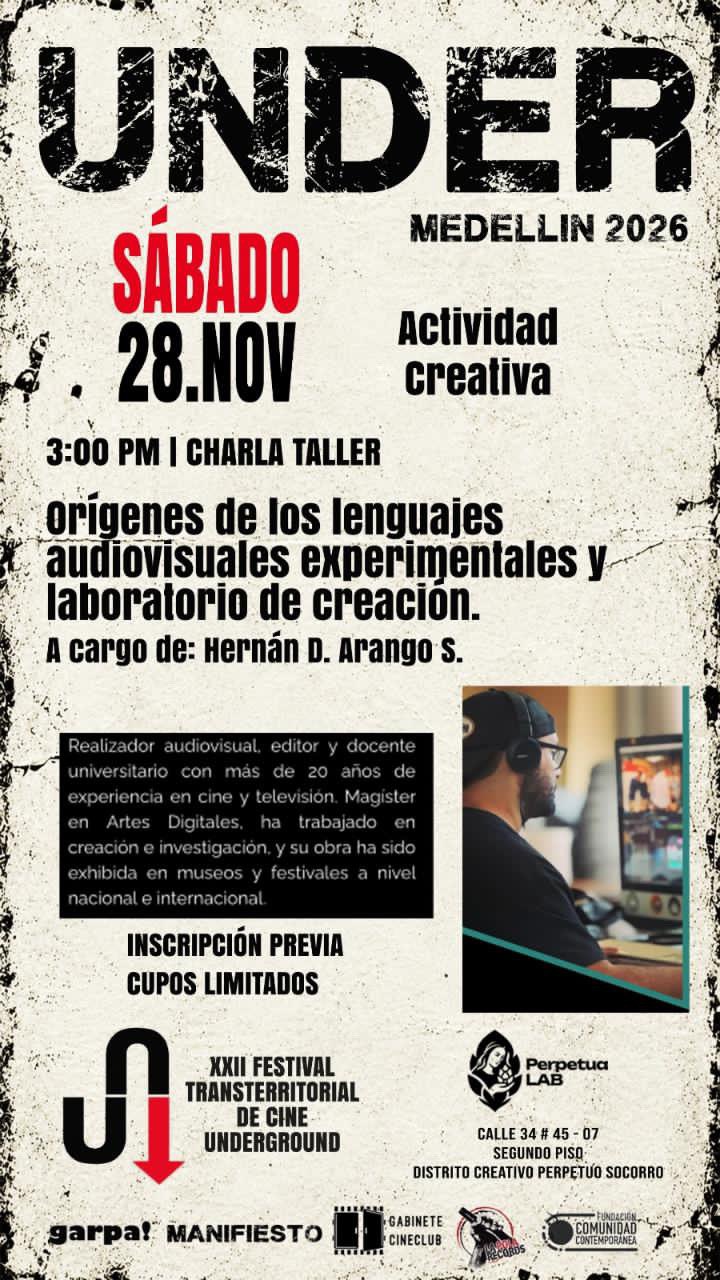 UNDER
MEDELLIN 2026
SÁBADO
28.NOV
Actividad
Creativa
3:00 PM | CHARLA TALLER
Orígenes de los lenguajes
audiovisuales experimentales y
laboratorio de creación.
A cargo de: Hernán D. Arango S.
Realizador audiovisual, editor y docente
universitario con más de 20 años de
experiencia en cine y televisión. Magíster
en Artes Digitales, ha trabajado en
creación e investigación, y su obra ha sido
exhibida en museos y festivales a nivel
nacional e internacional.
INSCRIPCIÓN PREVIA
CUPOS LIMITADOS
XXII FESTIVAL
TRANSTERRITORIAL
DE CINE
UNDERGROUND
Perpetua
LAB
CALLE 34 # 45 - 07
SEGUNDO PISO
DISTRITO CREATIVO PERPETUO SOCORRO
garpa!
MANIFIESTO
GABINETE
CINECLUB
LA SOLA
RECORDS
FUNDACIÓN
COMUNIDAD
CONTEMPORÁNEA